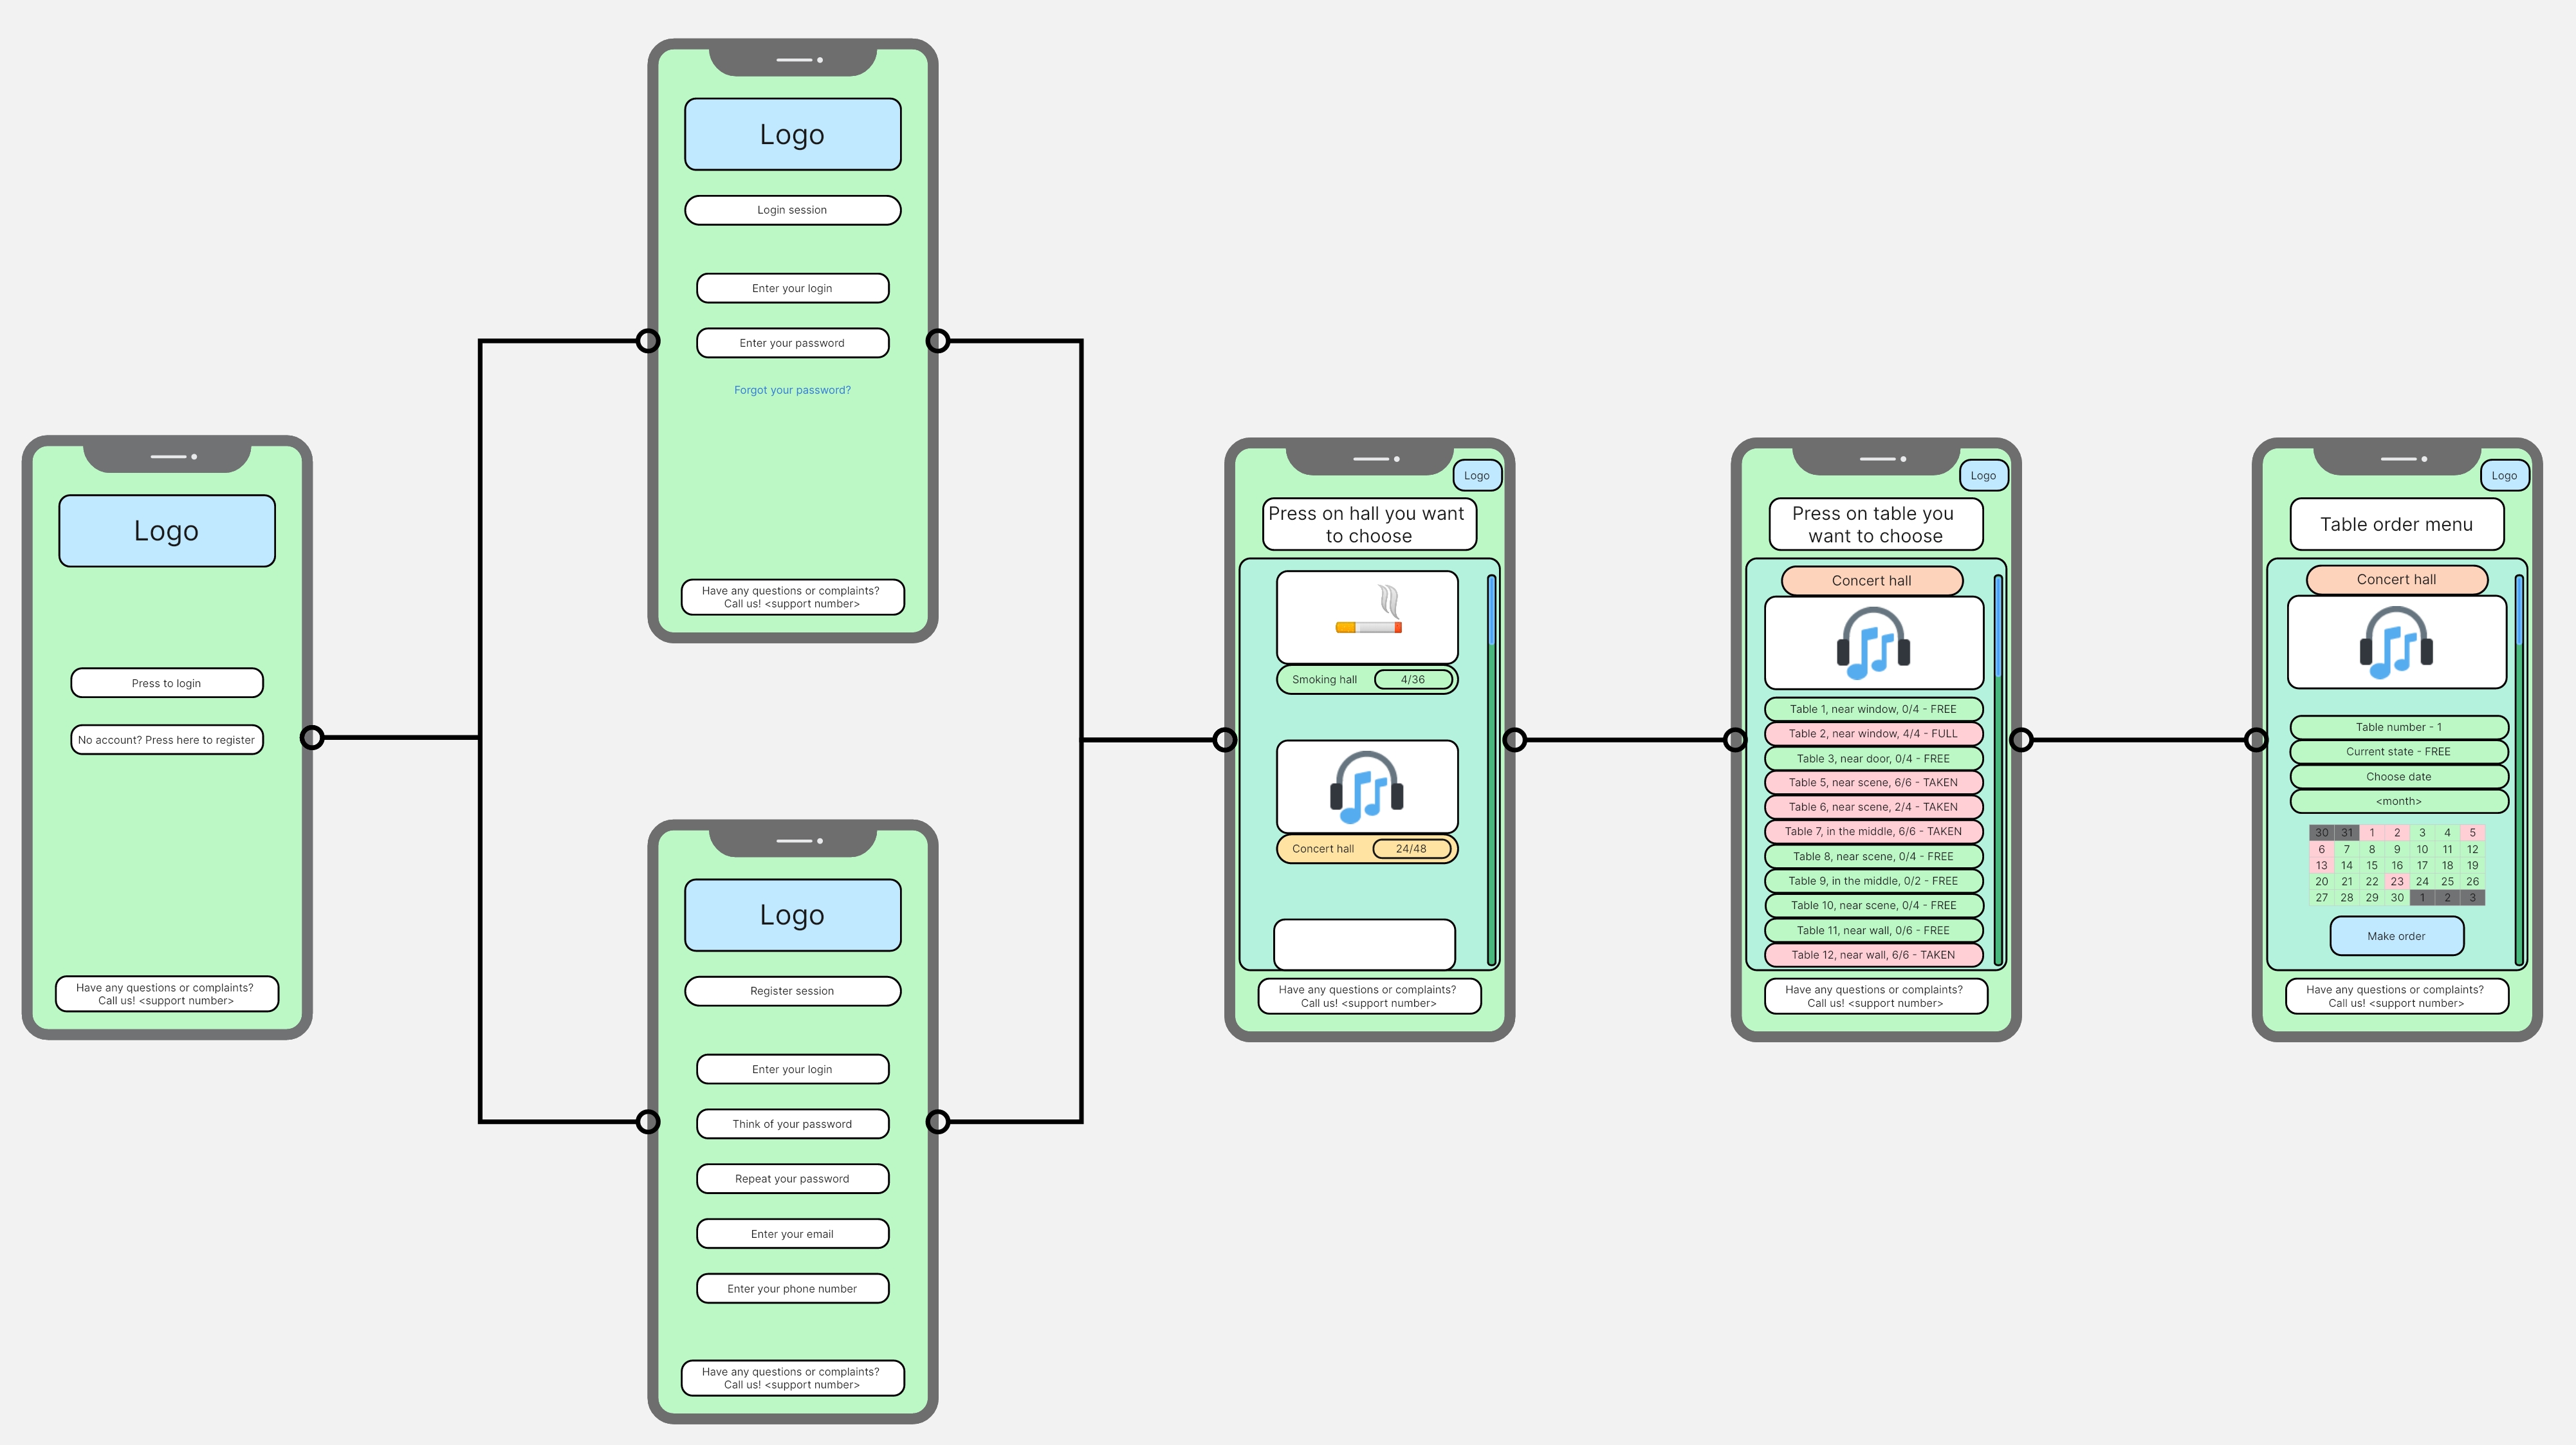 Logo
Press to login
No account? Press here to register
Have any questions or complaints?
Call us! <support number>
Logo
Login session
Enter your login
Enter your password
Forgot your password?
Have any questions or complaints?
Call us! <support number>
Logo
Register session
Enter your login
Think of your password
Repeat your password
Enter your email
Enter your phone number
Have any questions or complaints?
Call us! <support number>
Logo
Press on hall you want
to choose
Smoking hall 4/36
Concert hall 24/48
Have any questions or complaints?
Call us! <support number>
Logo
Press on table you
want to choose
Concert hall
Table 1, near window, 0/4 - FREE
Table 2, near window, 4/4 - FULL
Table 3, near door, 0/4 - FREE
Table 5, near scene, 6/6 - TAKEN
Table 6, near scene, 2/4 - TAKEN
Table 7, in the middle, 6/6 - TAKEN
Table 8, near scene, 0/4 - FREE
Table 9, in the middle, 0/2 - FREE
Table 10, near scene, 0/4 - FREE
Table 11, near wall, 0/6 - FREE
Table 12, near wall, 6/6 - TAKEN
Have any questions or complaints?
Call us! <support number>
Logo
Table order menu
Concert hall
Table number - 1
Current state - FREE
Choose date
<month>
30 31 1 2 3 4 5
6 7 8 9 10 11 12
13 14 15 16 17 18 19
20 21 22 23 24 25 26
27 28 29 30 1 2 3
Make order
Have any questions or complaints?
Call us! <support number>